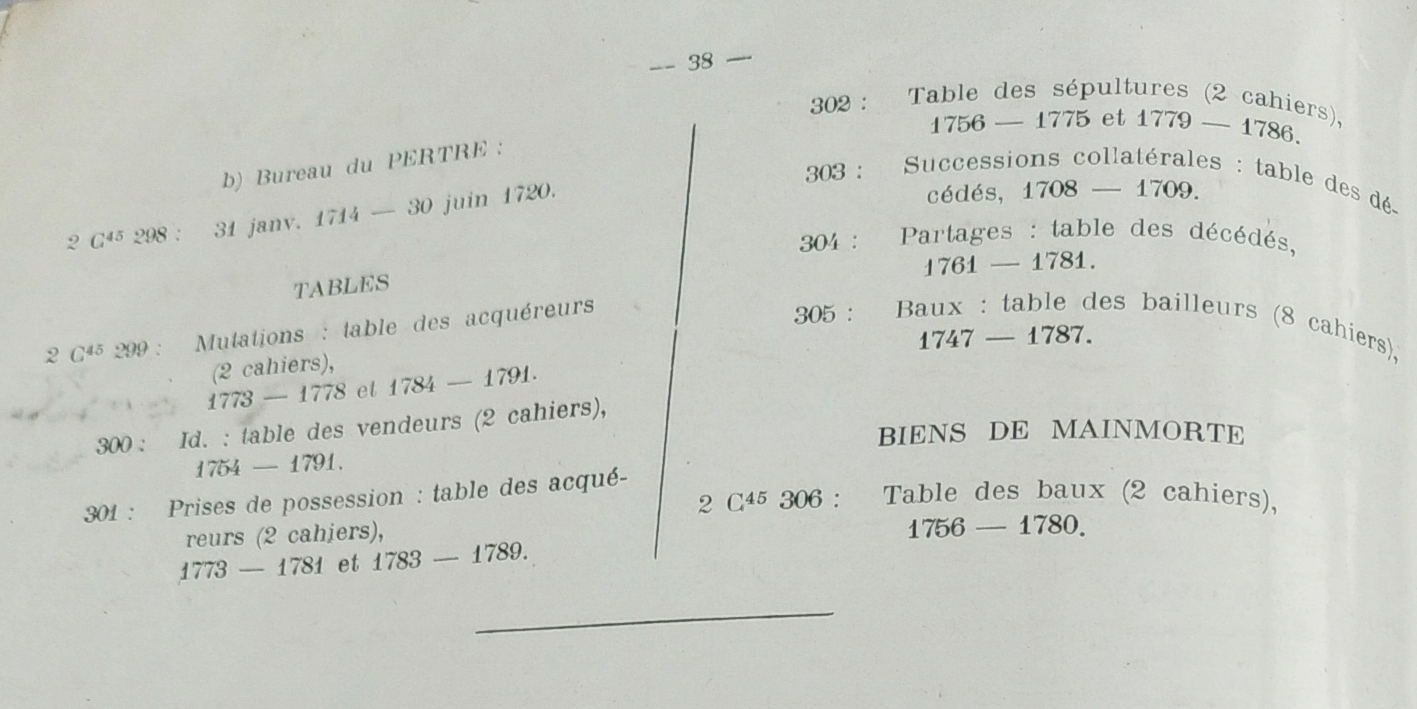 — 38 —
b) Bureau du PERTRE :
2 C⁴⁵ 298 : 31 janv. 1714 — 30 juin 1720.
TABLES
2 C⁴⁵ 299 : Mutations : table des acquéreurs
(2 cahiers),
1773 — 1778 et 1784 — 1791.
300 : Id. : table des vendeurs (2 cahiers),
1754 — 1791.
301 : Prises de possession : table des acqué-
reurs (2 cahiers),
1773 — 1781 et 1783 — 1789.
302 : Table des sépultures (2 cahiers),
1756 — 1775 et 1779 — 1786.
303 : Successions collatérales : table des dé-
cédés, 1708 — 1709.
304 : Partages : table des décédés,
1761 — 1781.
305 : Baux : table des bailleurs (8 cahiers),
1747 — 1787.
BIENS DE MAINMORTE
2 C⁴⁵ 306 : Table des baux (2 cahiers),
1756 — 1780.